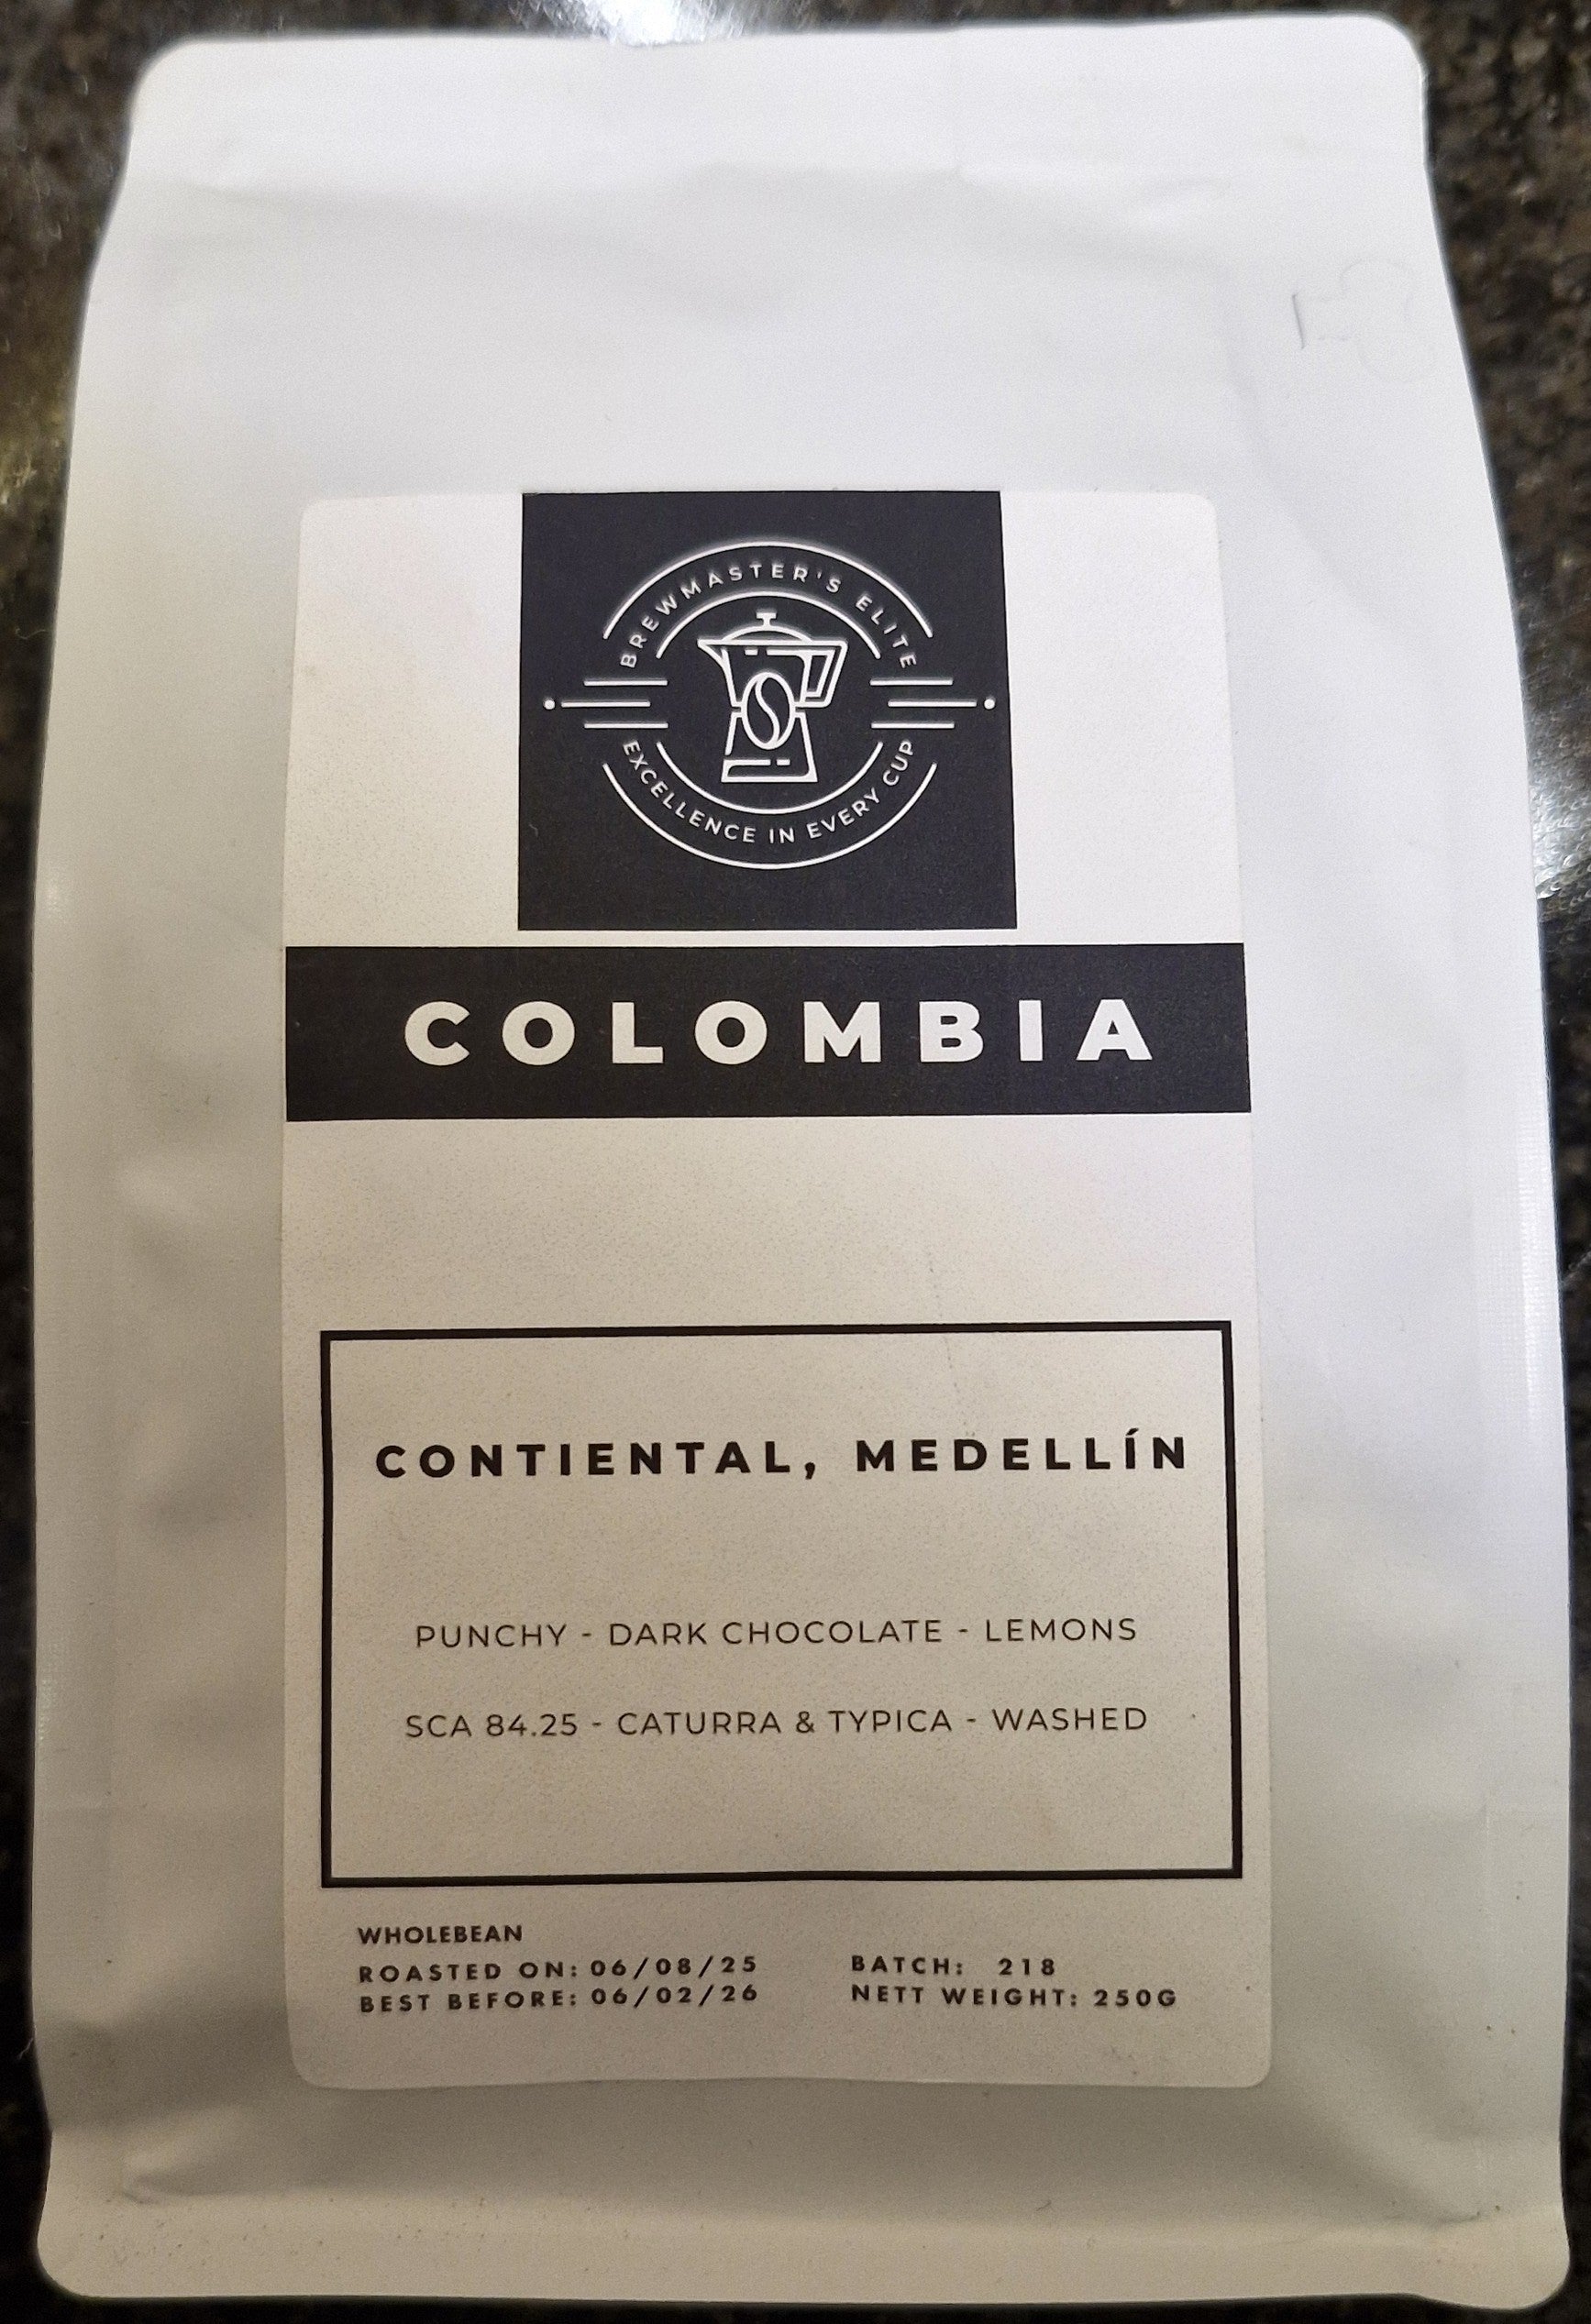 BREWMASTER'S ELITE
EXCELLENCE IN EVERY CUP
COLOMBIA
CONTIENTAL, MEDELLÍN
PUNCHY - DARK CHOCOLATE - LEMONS
SCA 84.25 - CATURRA & TYPICA - WASHED
WHOLEBEAN
ROASTED ON: 06/08/25
BEST BEFORE: 06/02/26
BATCH: 218
NETT WEIGHT: 250G